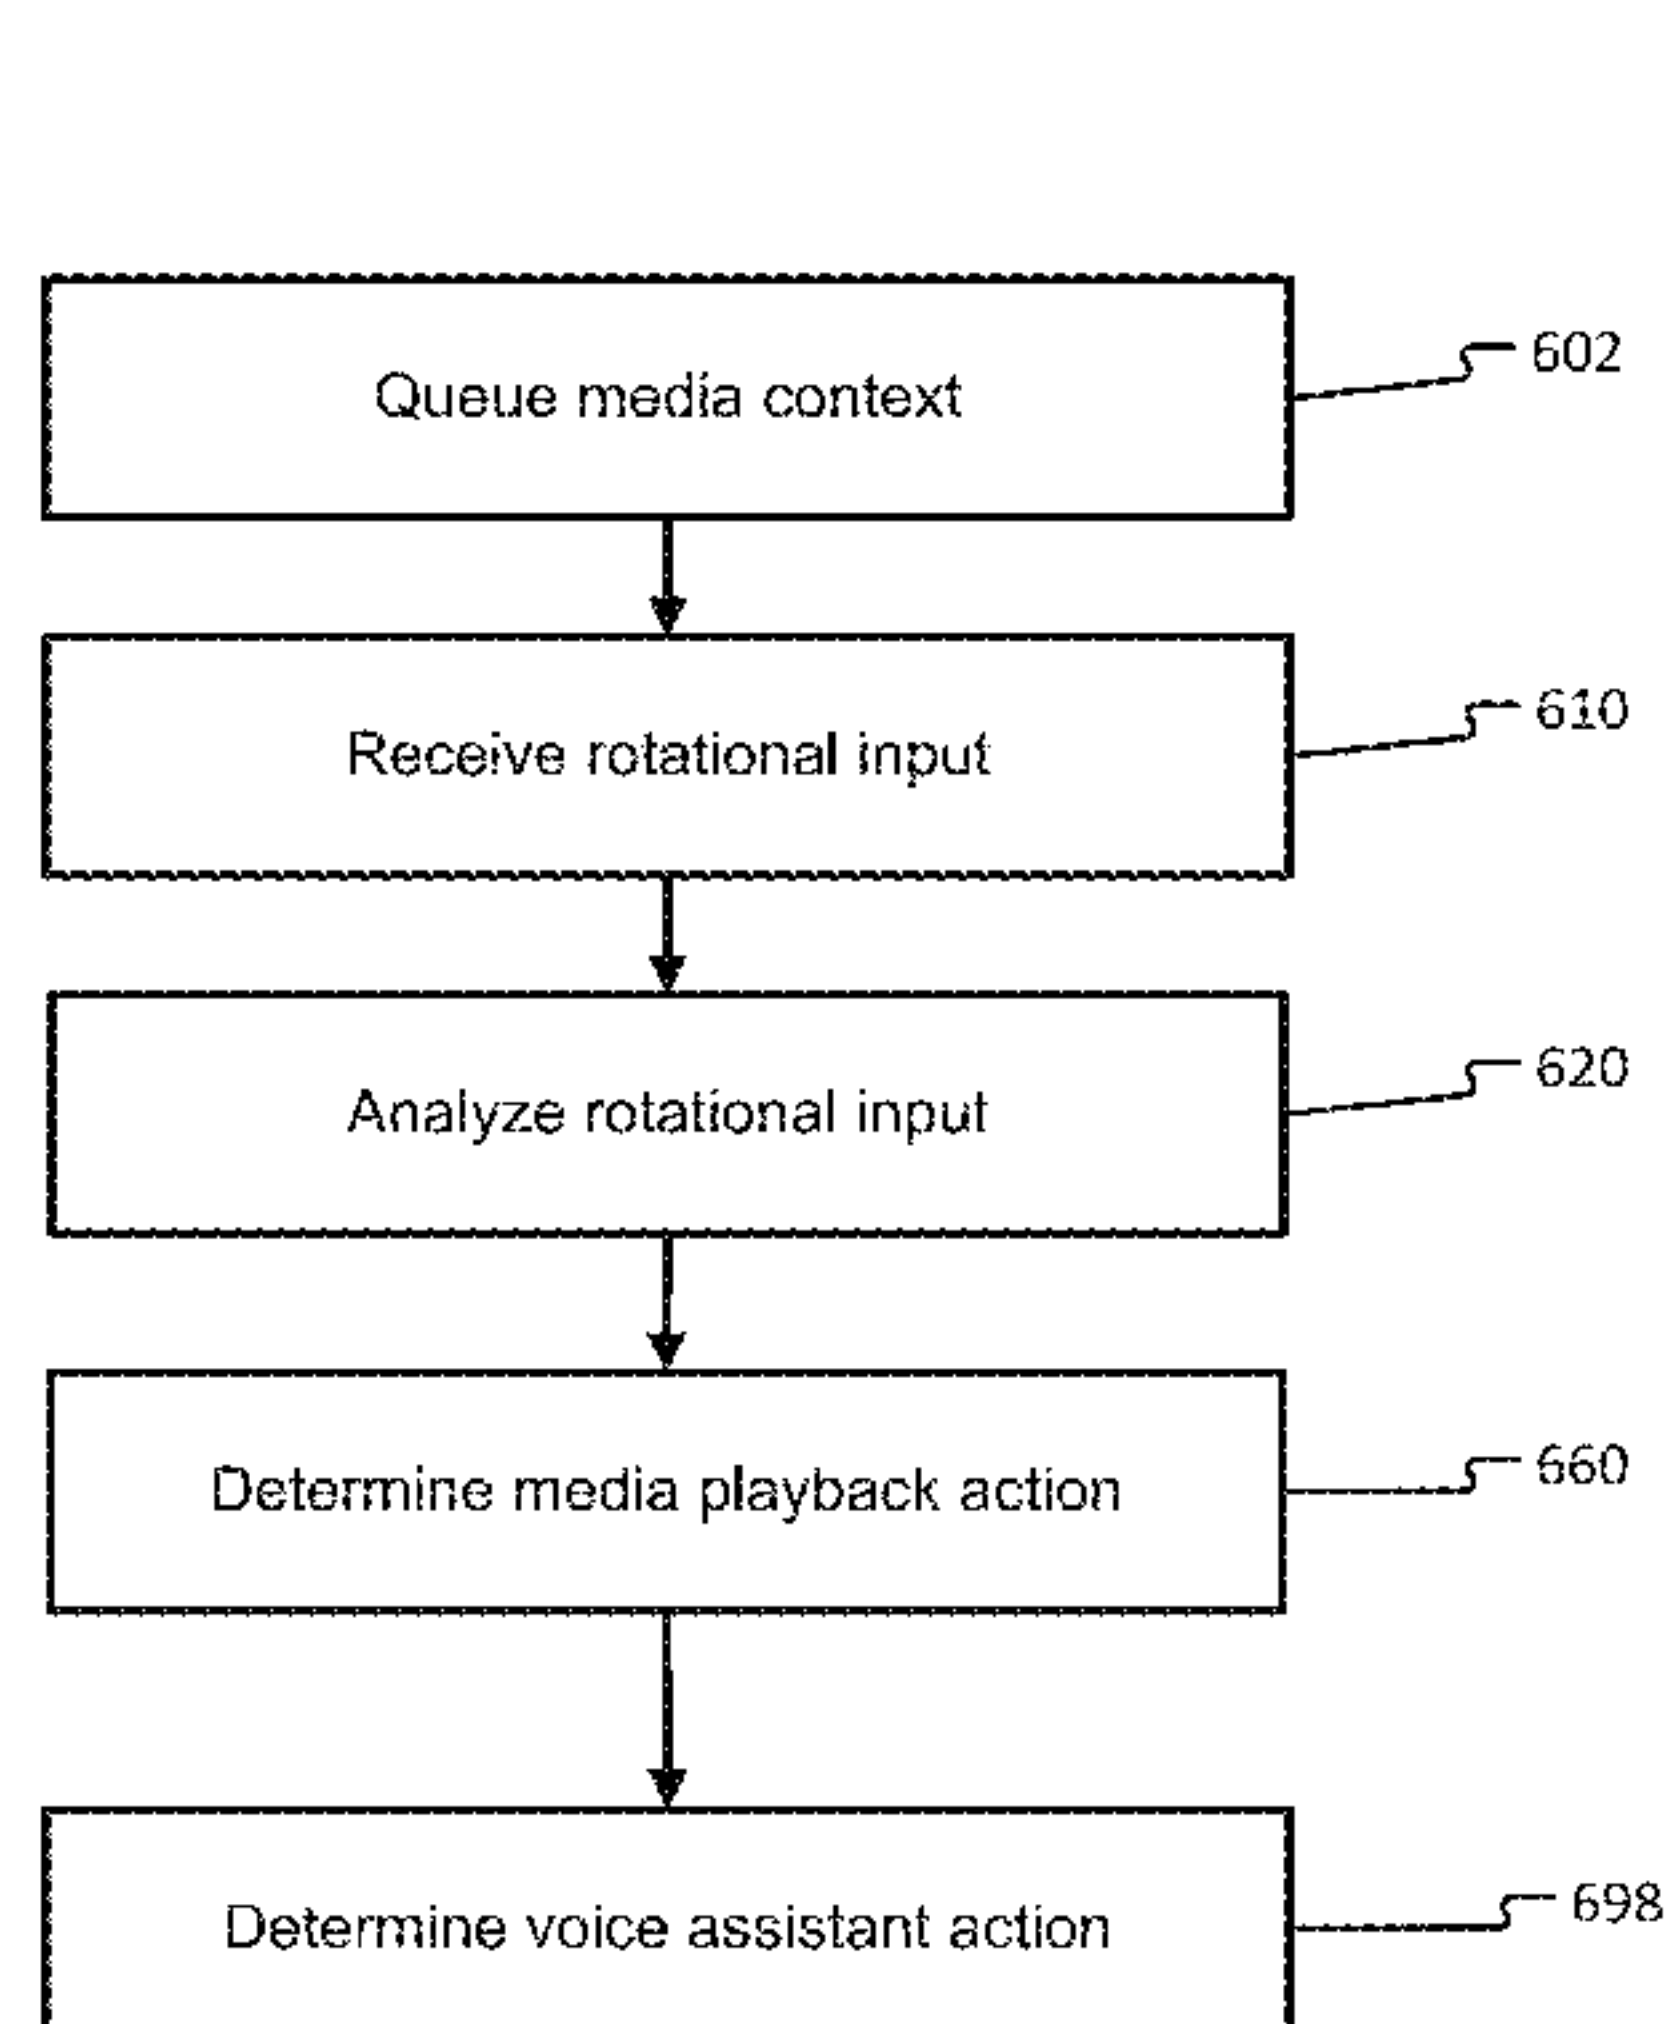 Queue media context
602
Receive rotational input
610
Analyze rotational input
620
Determine media playback action
660
Determine voice assistant action
698